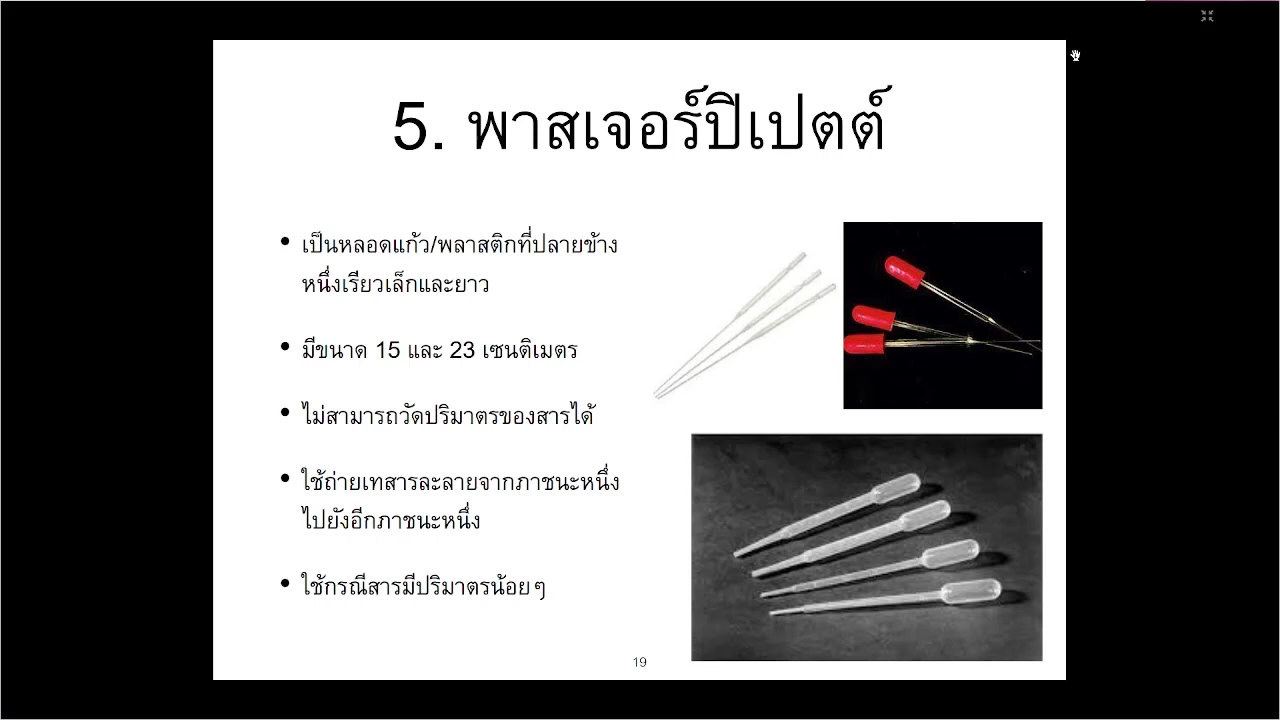 5. พาสเจอร์ปิเปตต์
• เป็นหลอดแก้ว/พลาสติกที่ปลายข้าง
หนึ่งเรียวเล็กและยาว
• มีขนาด 15 และ 23 เซนติเมตร
• ไม่สามารถวัดปริมาตรของสารได้
• ใช้ถ่ายเทสารละลายจากภาชนะหนึ่ง
ไปยังอีกภาชนะหนึ่ง
• ใช้กรณีสารมีปริมาตรน้อยๆ
19